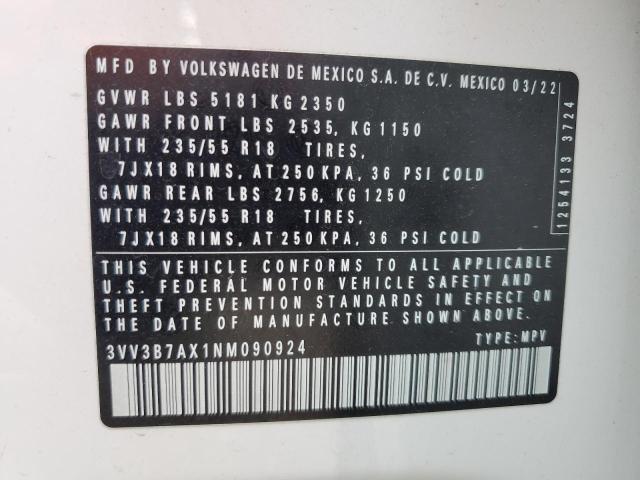 MFD BY VOLKSWAGEN DE MEXICO S.A. DE C.V. MEXICO 03/22
GVWR LBS 5181 KG 2350
GAWR FRONT LBS 2535, KG 1150
WITH 235/55 R18 TIRES,
7JX18 RIMS, AT 250 KPA, 36 PSI COLD
GAWR REAR LBS 2756, KG 1250
WITH 235/55 R18 TIRES,
7JX18 RIMS, AT 250 KPA, 36 PSI COLD
1254133 3724
THIS VEHICLE CONFORMS TO ALL APPLICABLE
U.S. FEDERAL MOTOR VEHICLE SAFETY AND
THEFT PREVENTION STANDARDS IN EFFECT ON
THE DATE OF MANUFACTURE SHOWN ABOVE.
3VV3B7AX1NM090924 TYPE: MPV